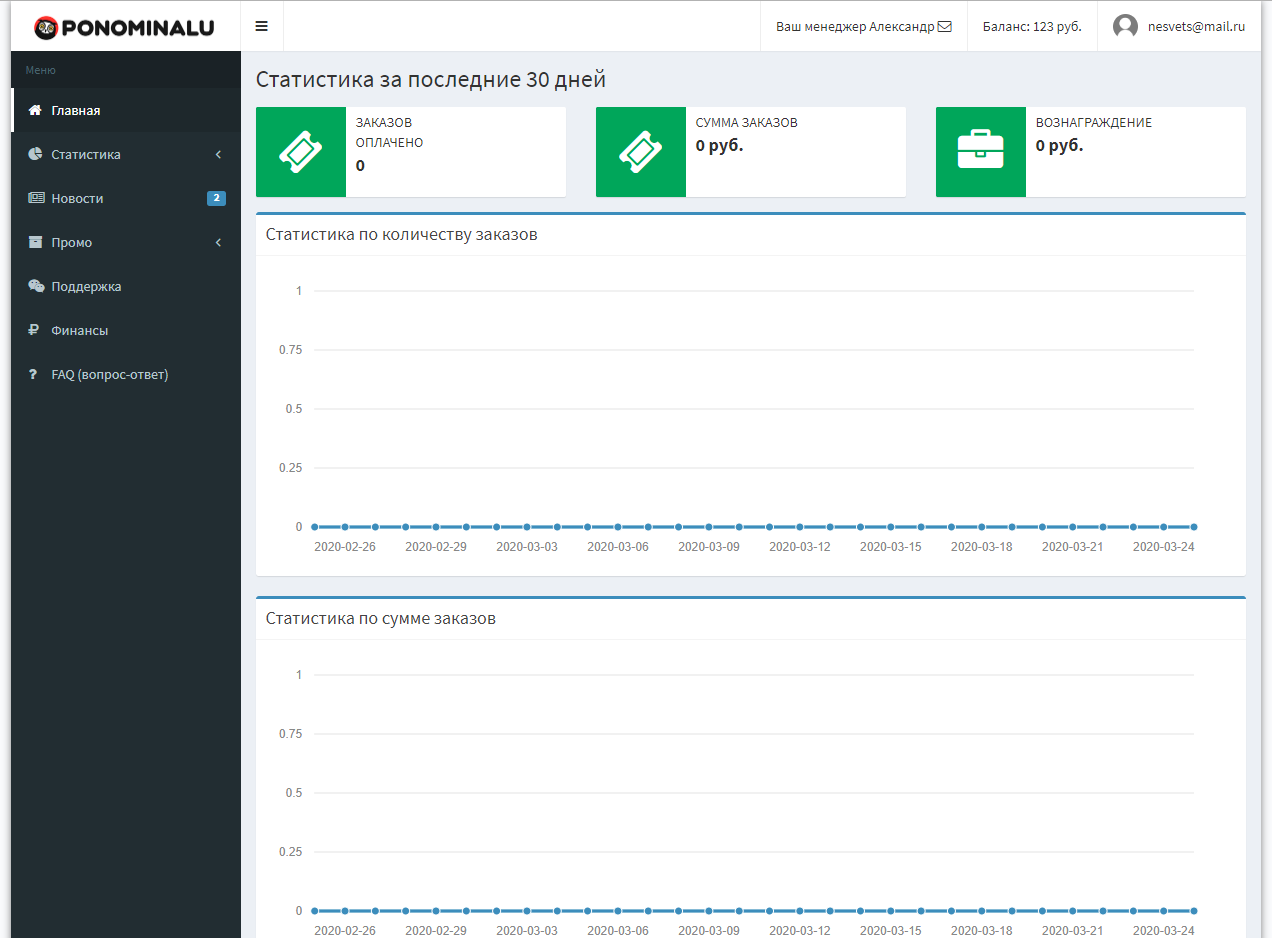 PONOMINALU
Ваш менеджер Александр
Баланс: 123 руб.
nesvets@mail.ru
Меню
Главная
Статистика
Новости 2
Промо
Поддержка
Финансы
FAQ (вопрос-ответ)
Статистика за последние 30 дней
ЗАКАЗОВ
ОПЛАЧЕНО
0
СУММА ЗАКАЗОВ
0 руб.
ВОЗНАГРАЖДЕНИЕ
0 руб.
Статистика по количеству заказов
1
0.75
0.5
0.25
0
2020-02-26 2020-02-29 2020-03-03 2020-03-06 2020-03-09 2020-03-12 2020-03-15 2020-03-18 2020-03-21 2020-03-24
Статистика по сумме заказов
1
0.75
0.5
0.25
0
2020-02-26 2020-02-29 2020-03-03 2020-03-06 2020-03-09 2020-03-12 2020-03-15 2020-03-18 2020-03-21 2020-03-24